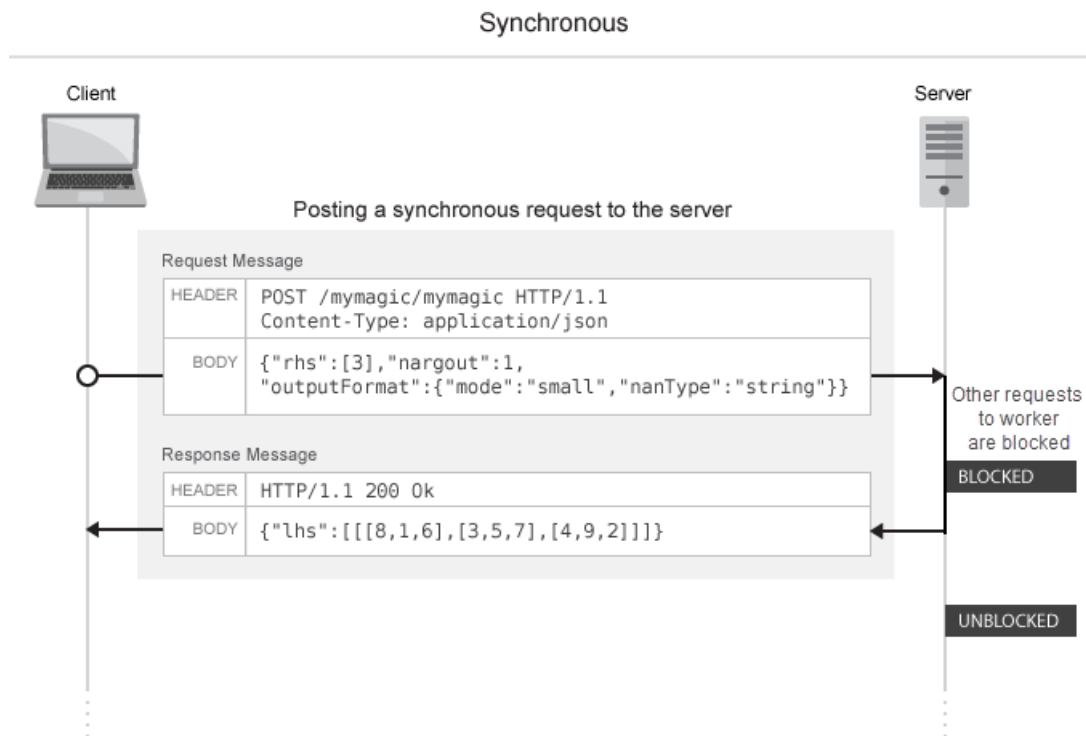 Synchronous
Client
Server
Posting a synchronous request to the server
Request Message
HEADER
POST /mymagic/mymagic HTTP/1.1
Content-Type: application/json
BODY
{"rhs":[3],"nargout":1,
"outputFormat":{"mode":"small","nanType":"string"}}
Other requests
to worker
are blocked
BLOCKED
Response Message
HEADER
HTTP/1.1 200 Ok
BODY
{"lhs":[[[8,1,6],[3,5,7],[4,9,2]]]}
UNBLOCKED